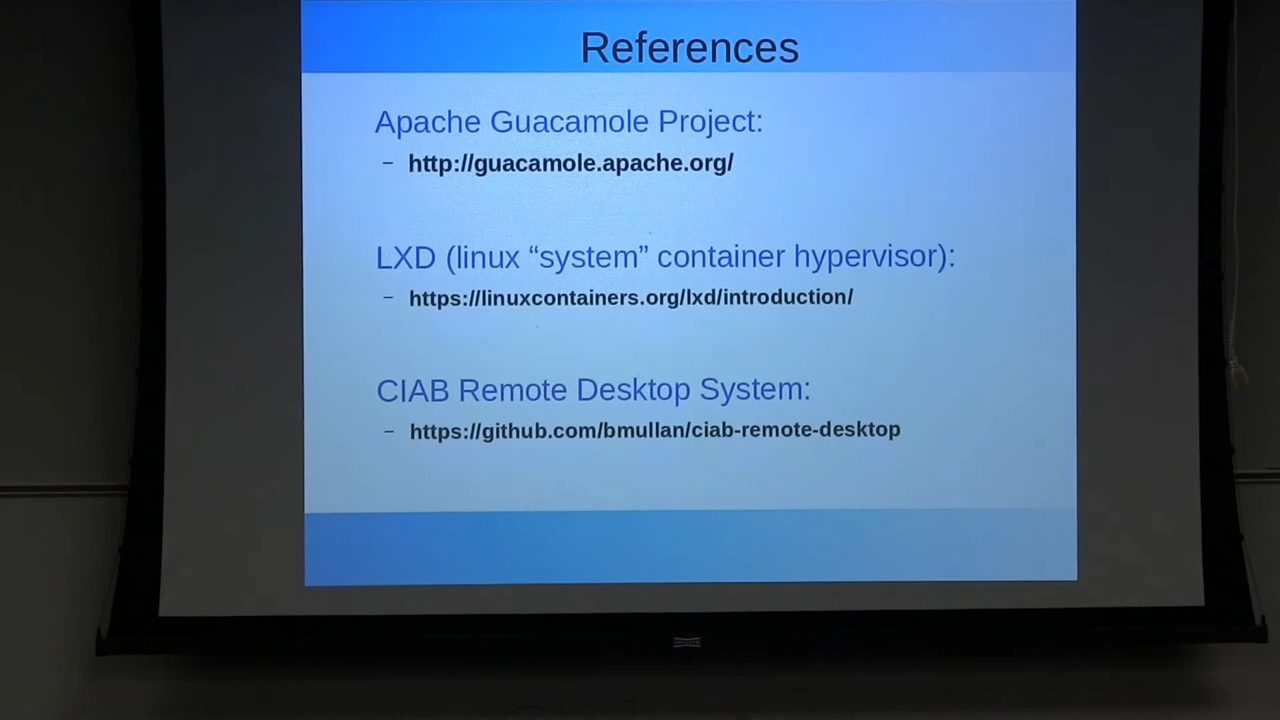 References
Apache Guacamole Project:
– http://guacamole.apache.org/
LXD (linux “system” container hypervisor):
– https://linuxcontainers.org/lxd/introduction/
CIAB Remote Desktop System:
– https://github.com/bmullan/ciab-remote-desktop